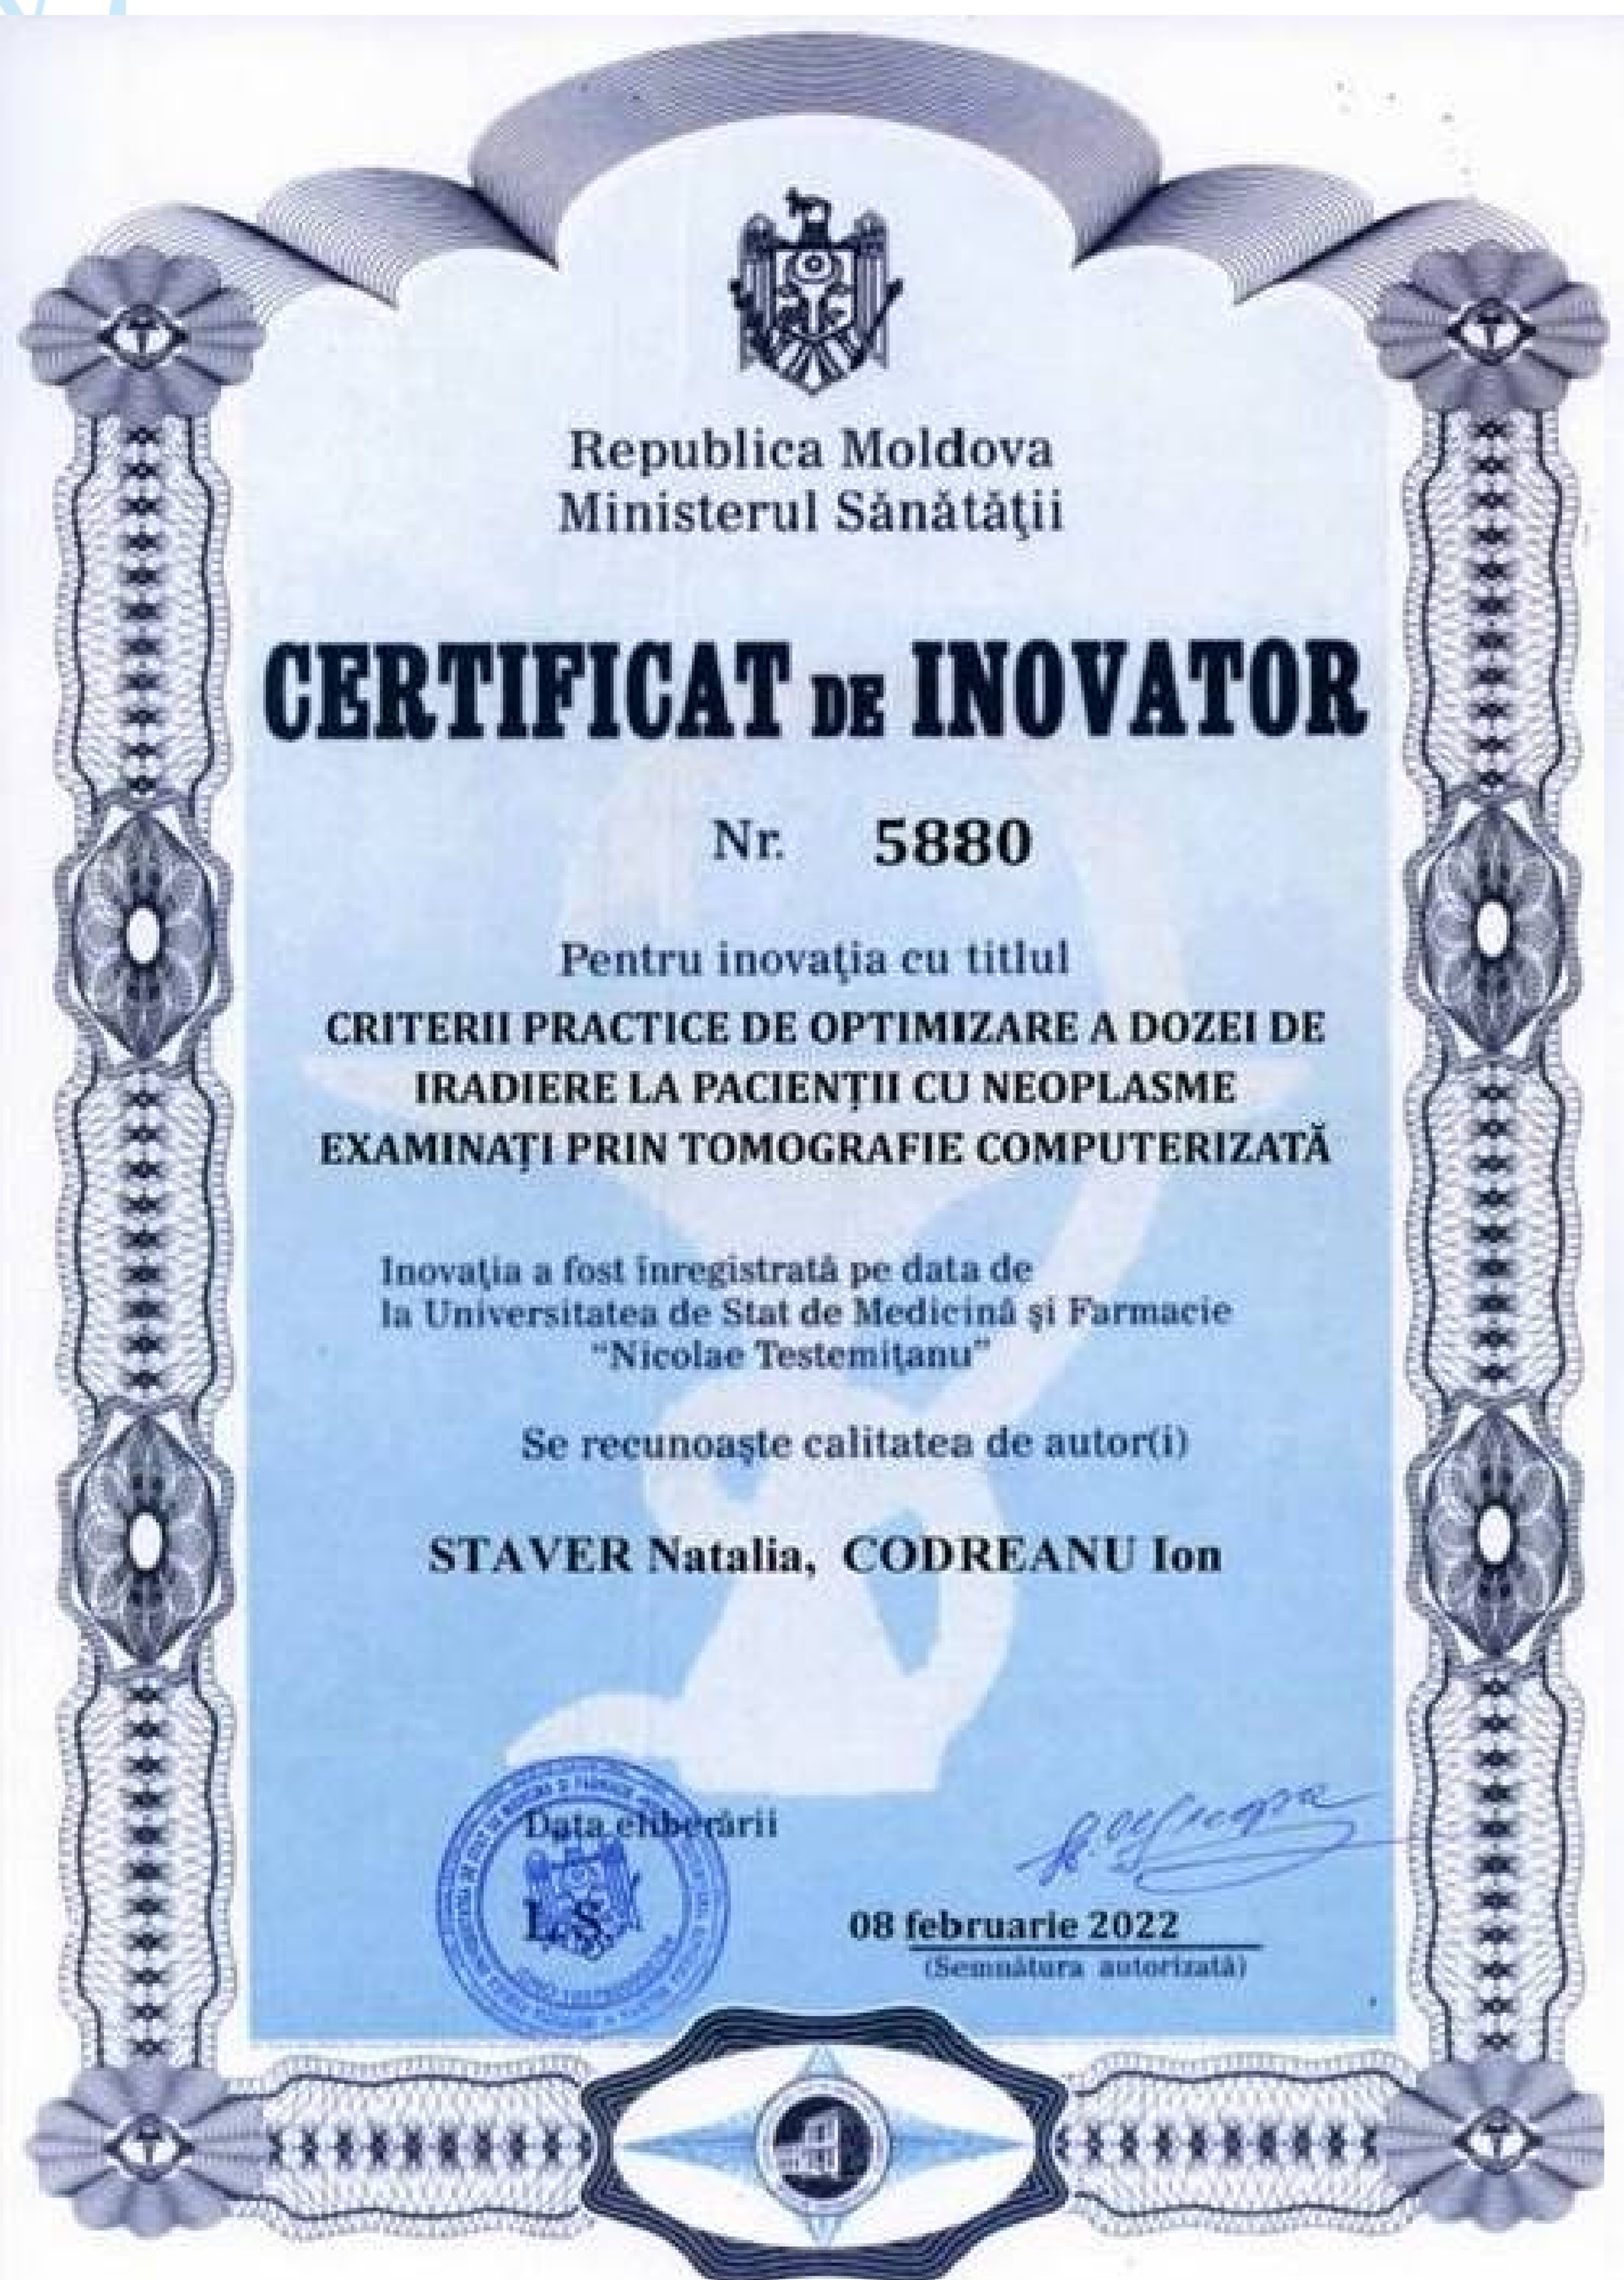 Republica Moldova
Ministerul Sănătăţii
CERTIFICAT DE INOVATOR
Nr. 5880
Pentru inovaţia cu titlul
CRITERII PRACTICE DE OPTIMIZARE A DOZEI DE
IRADIERE LA PACIENŢII CU NEOPLASME
EXAMINAŢI PRIN TOMOGRAFIE COMPUTERIZATĂ
Inovaţia a fost înregistrată pe data de
la Universitatea de Stat de Medicină şi Farmacie
“Nicolae Testemiţanu”
Se recunoaşte calitatea de autor(i)
STAVER Natalia, CODREANU Ion
Data eliberării
L.Ş.
08 februarie 2022
(Semnătura autorizată)